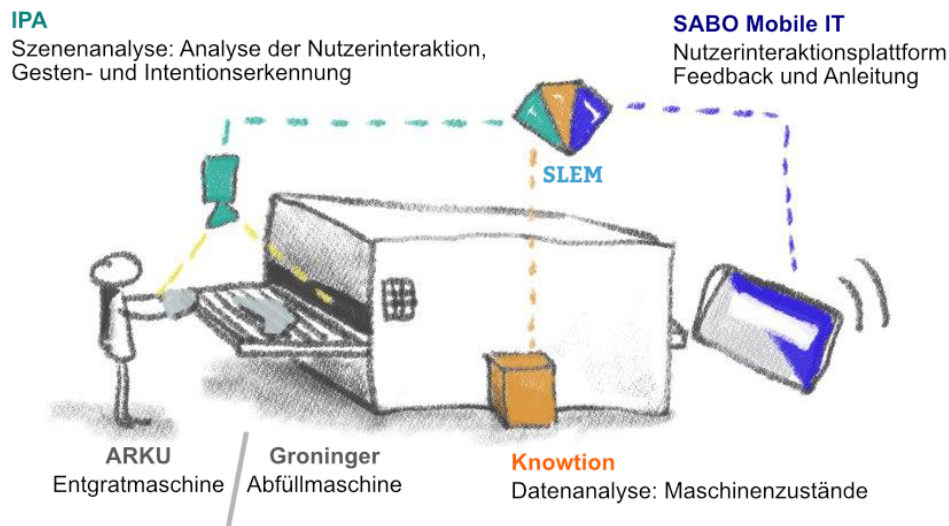 IPA
Szenenanalyse: Analyse der Nutzerinteraktion,
Gesten- und Intentionserkennung
SABO Mobile IT
Nutzerinteraktionsplattform
Feedback und Anleitung
SLEM
ARKU
Entgratmaschine
Groninger
Abfüllmaschine
Knowtion
Datenanalyse: Maschinenzustände